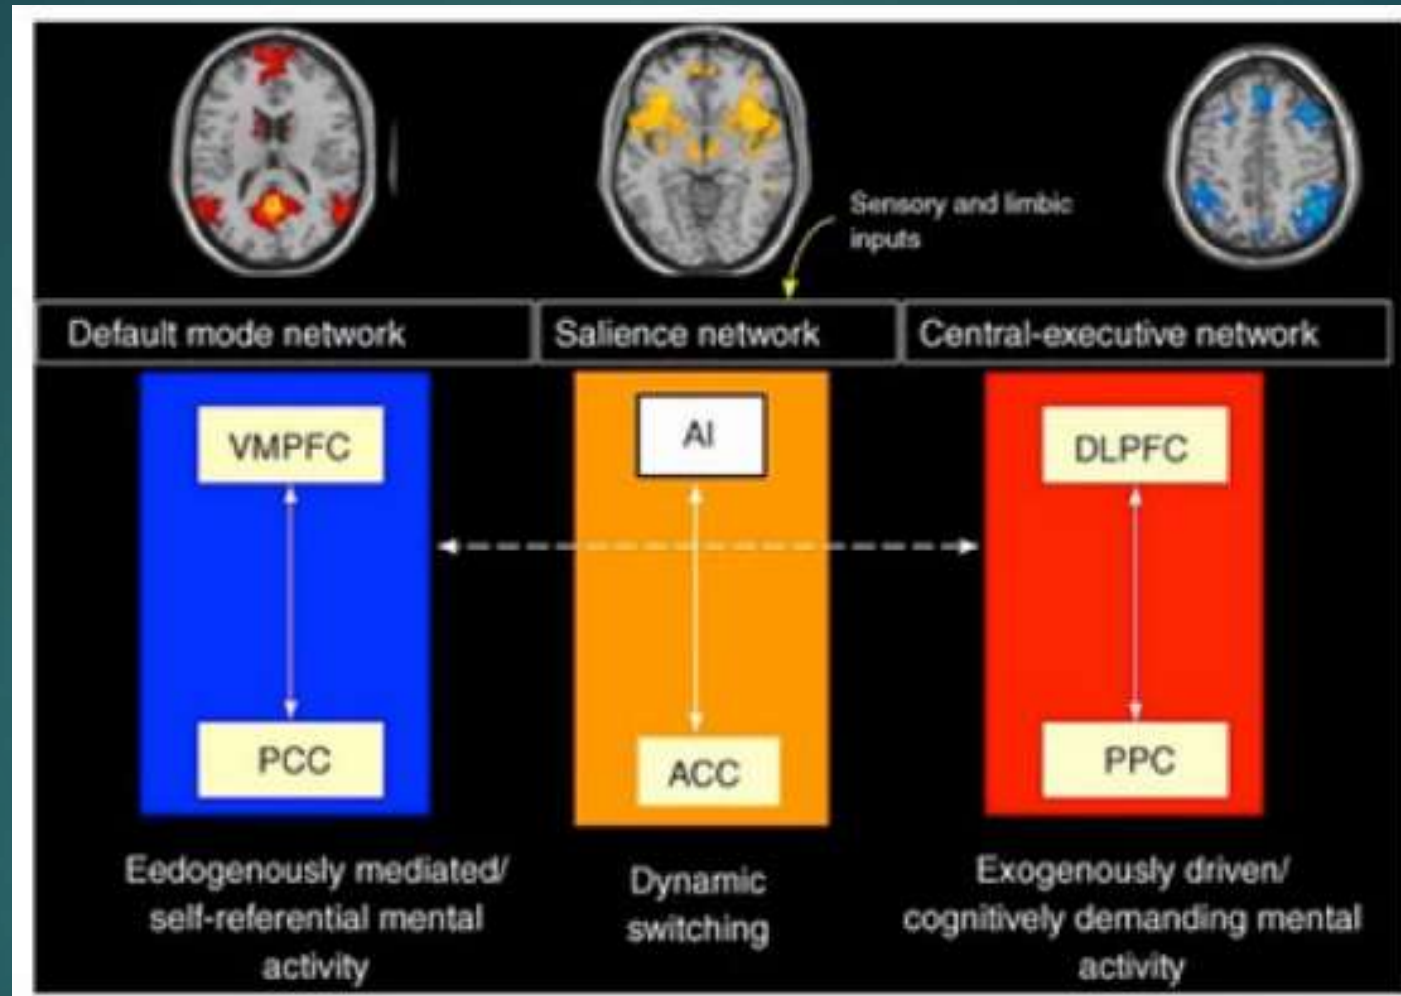 Sensory and limbic
inputs
Default mode network
Salience network
Central-executive network
VMPFC
AI
DLPFC
PCC
ACC
PPC
Eedogenously mediated/
self-referential mental
activity
Dynamic
switching
Exogenously driven/
cognitively demanding mental
activity